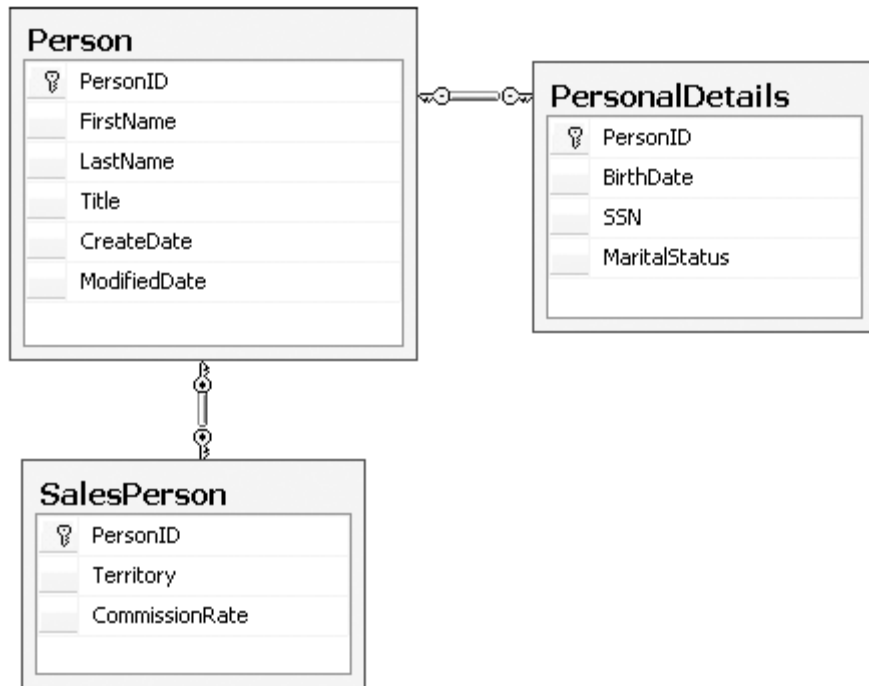 Person
PersonID
FirstName
LastName
Title
CreateDate
ModifiedDate
PersonalDetails
PersonID
BirthDate
SSN
MaritalStatus
SalesPerson
PersonID
Territory
CommissionRate